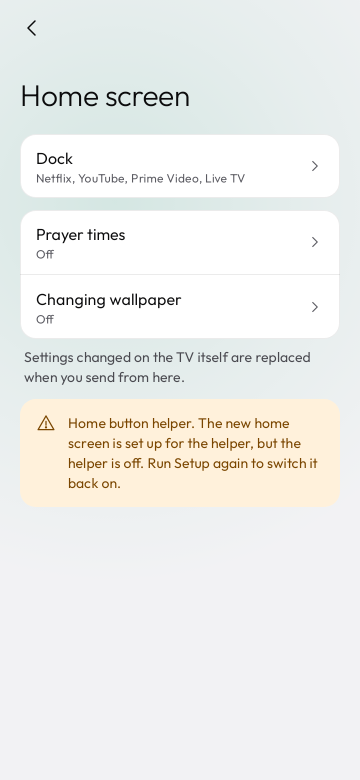 Home screen
Dock
Netflix, YouTube, Prime Video, Live TV
Prayer times
Off
Changing wallpaper
Off
Settings changed on the TV itself are replaced
when you send from here.
Home button helper. The new home
screen is set up for the helper, but the
helper is off. Run Setup again to switch it
back on.